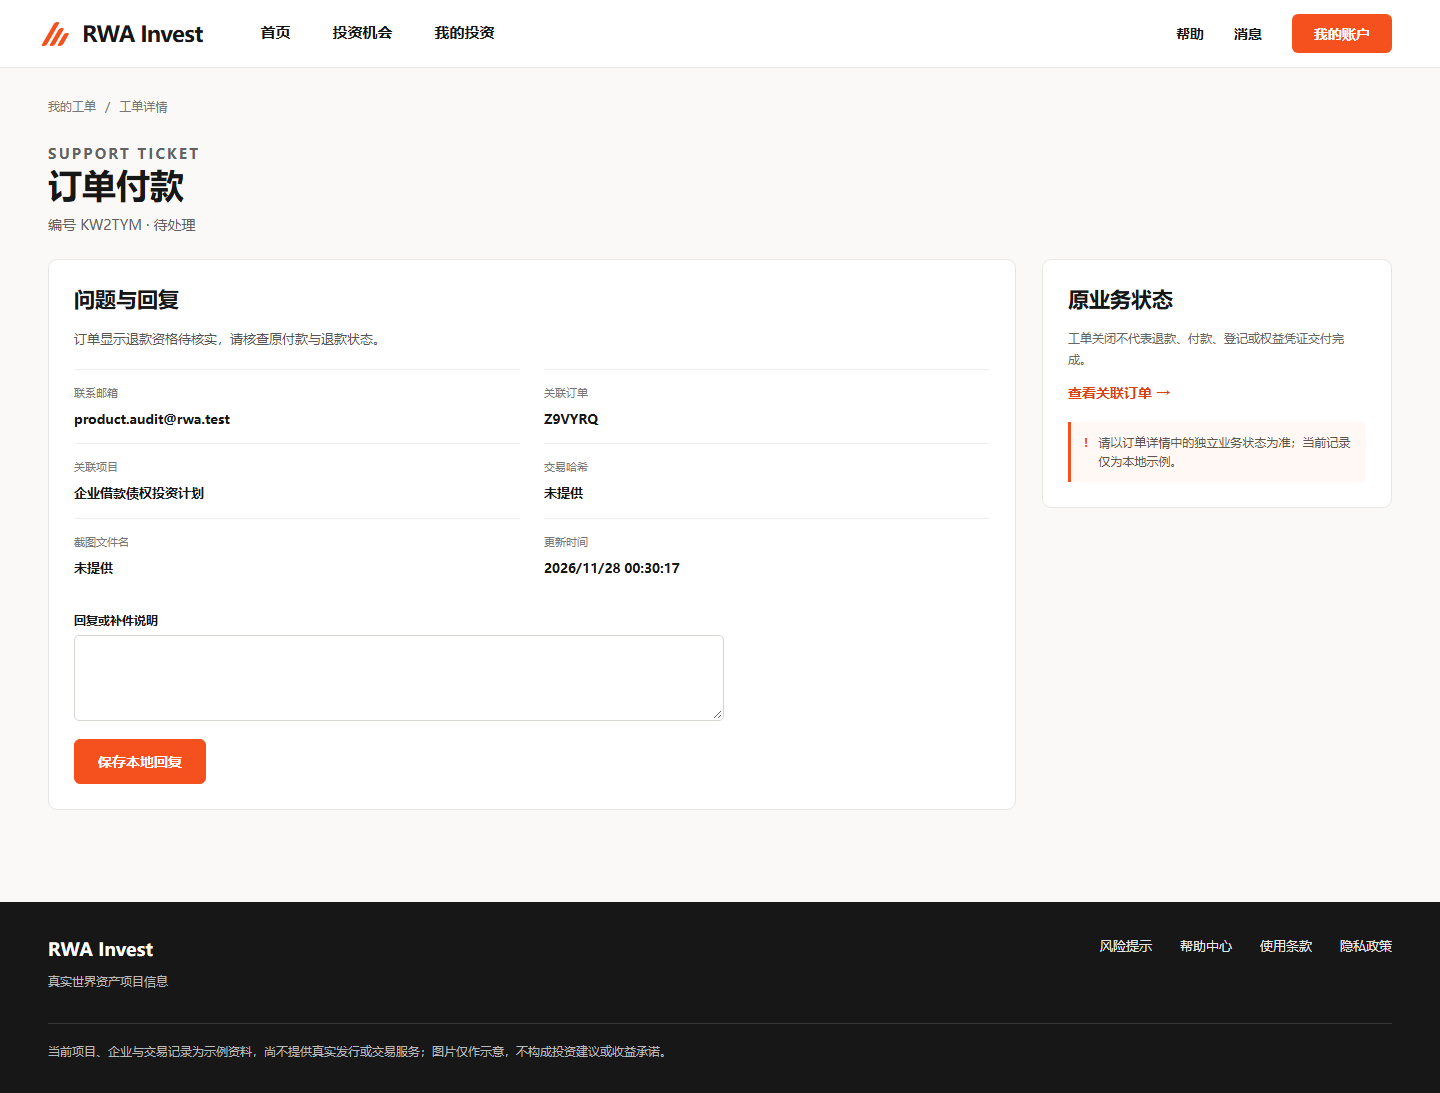 RWA Invest
首页
投资机会
我的投资
帮助
消息
我的账户
我的工单 / 工单详情
SUPPORT TICKET
订单付款
编号 KW2TYM · 待处理
问题与回复
订单显示退款资格待核实，请核查原付款与退款状态。
联系邮箱
product.audit@rwa.test
关联订单
Z9VYRQ
关联项目
企业借款债权投资计划
交易哈希
未提供
截图文件名
未提供
更新时间
2026/11/28 00:30:17
回复或补件说明
保存本地回复
原业务状态
工单关闭不代表退款、付款、登记或权益凭证交付完
成。
查看关联订单 →
! 请以订单详情中的独立业务状态为准；当前记录
仅为本地示例。
RWA Invest
真实世界资产项目信息
风险提示
帮助中心
使用条款
隐私政策
当前项目、企业与交易记录为示例资料，尚不提供真实发行或交易服务；图片仅作示意，不构成投资建议或收益承诺。